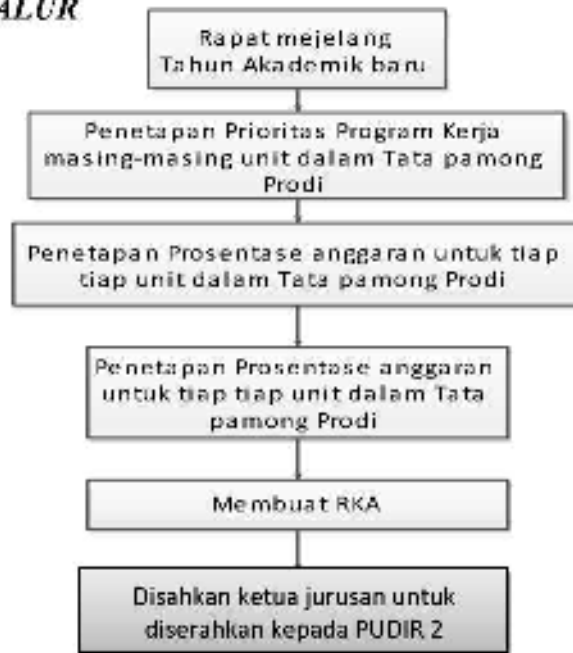 ALUR
Rapat mejelang
Tahun Akademik baru
Penetapan Prioritas Program Kerja
masing-masing unit dalam Tata pamong
Prodi
Penetapan Prosentase anggaran untuk tiap
tiap unit dalam Tata pamong Prodi
Penetapan Prosentase anggaran
untuk tiap tiap unit dalam Tata
pamong Prodi
Membuat RKA
Disahkan ketua jurusan untuk
diserahkan kepada PUDIR 2